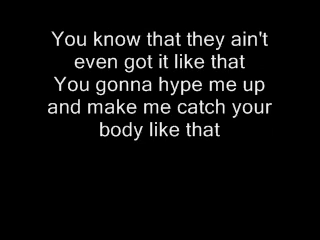 You know that they ain't
even got it like that
You gonna hype me up
and make me catch your
body like that